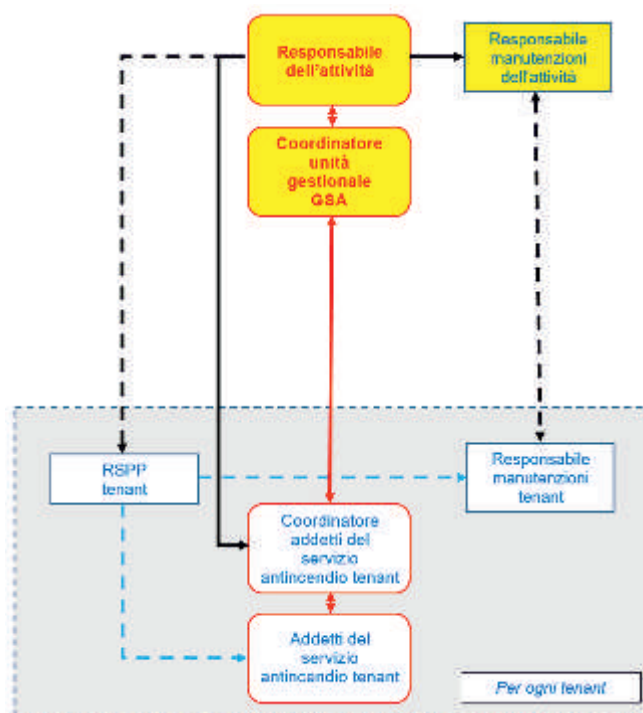 Responsabile
dell'attività
Responsabile
manutenzioni
dell'attività
Coordinatore
unità
gestionale
GSA
RSPP
tenant
Responsabile
manutenzioni
tenant
Coordinatore
addetti del
servizio
antincendio tenant
Addetti del
servizio
antincendio tenant
Per ogni tenant